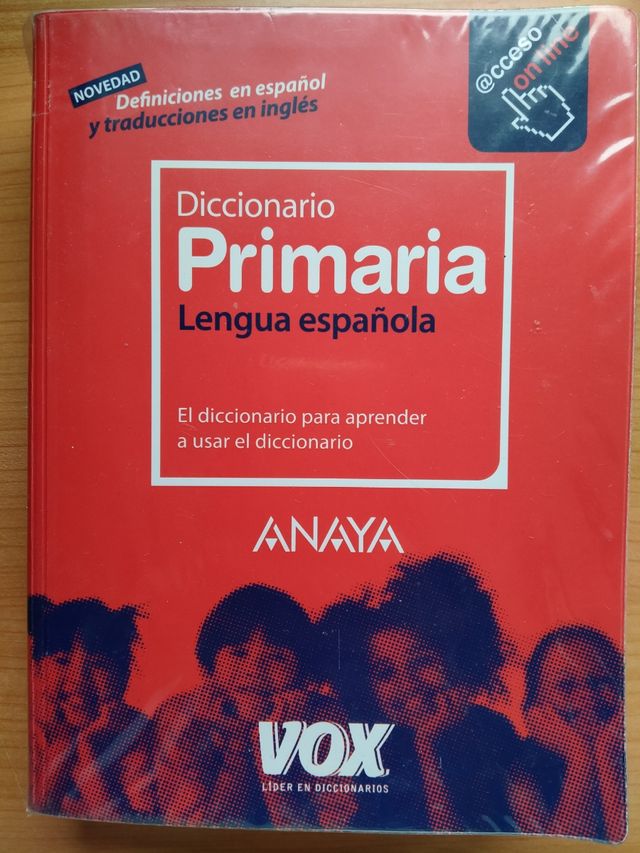 NOVEDAD
Definiciones en español
y traducciones en inglés
@cceso
on line
Diccionario
Primaria
Lengua española
El diccionario para aprender
a usar el diccionario
ANAYA
VOX
LÍDER EN DICCIONARIOS